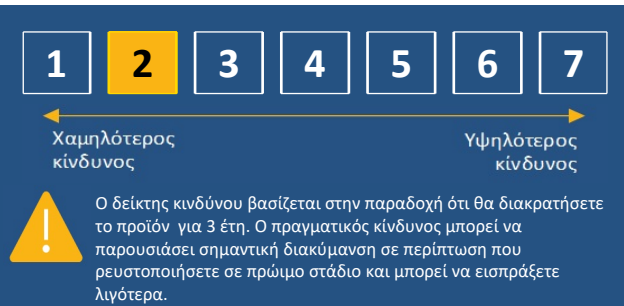 1 2 3 4 5 6 7
Χαμηλότερος Υψηλότερος
κίνδυνος κίνδυνος
Ο δείκτης κινδύνου βασίζεται στην παραδοχή ότι θα διακρατήσετε
το προϊόν για 3 έτη. Ο πραγματικός κίνδυνος μπορεί να
παρουσιάσει σημαντική διακύμανση σε περίπτωση που
ρευστοποιήσετε σε πρώιμο στάδιο και μπορεί να εισπράξετε
λιγότερα.